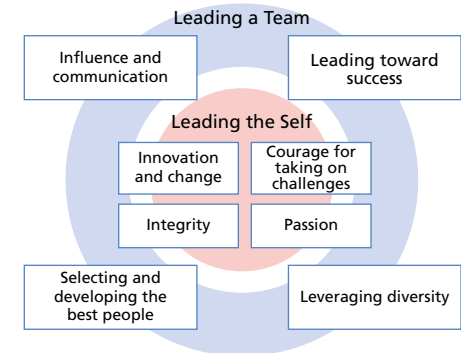 Leading a Team
Influence and
communication
Leading toward
success
Leading the Self
Innovation
and change
Courage for
taking on
challenges
Integrity
Passion
Selecting and
developing the
best people
Leveraging diversity